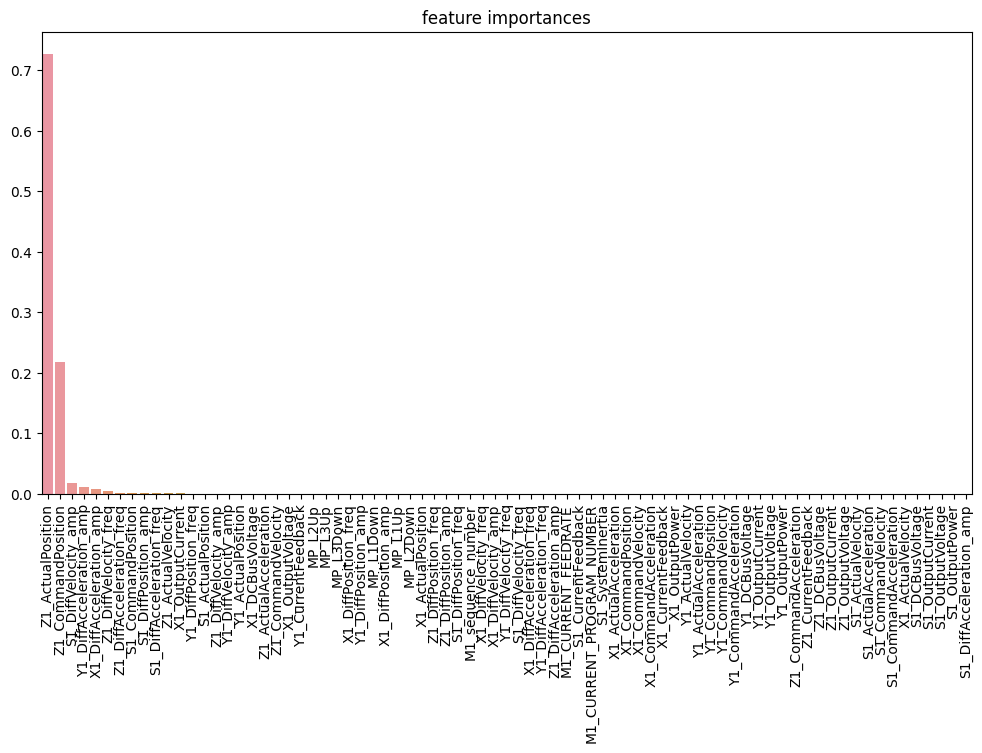 feature importances
0.7
0.6
0.5
0.4
0.3
0.2
0.1
0.0
Z1_ActualPosition
Z1_CommandPosition
S1_DiffVelocity_amp
Y1_DiffAcceleration_amp
X1_DiffAcceleration_amp
Z1_DiffVelocity_freq
Z1_DiffAcceleration_freq
S1_CommandPosition
S1_DiffPosition_amp
S1_DiffAcceleration_freq
Z1_ActualVelocity
X1_OutputCurrent
Y1_DiffPosition_freq
S1_ActualPosition
Z1_DiffVelocity_amp
Y1_DiffVelocity_amp
Y1_ActualPosition
X1_DCBusVoltage
Z1_ActualAcceleration
Z1_CommandVelocity
X1_OutputVoltage
Y1_CurrentFeedback
MP_L2Up
MP_L3Up
MP_L3Down
X1_DiffPosition_freq
Y1_DiffPosition_amp
MP_L1Down
X1_DiffPosition_amp
MP_L1Up
MP_L2Down
X1_ActualPosition
Z1_DiffPosition_freq
Z1_DiffPosition_amp
S1_DiffPosition_freq
M1_sequence_number
X1_DiffVelocity_freq
X1_DiffVelocity_amp
Y1_DiffVelocity_freq
S1_DiffVelocity_freq
X1_DiffAcceleration_freq
Y1_DiffAcceleration_freq
Z1_DiffAcceleration_amp
M1_CURRENT_FEEDRATE
S1_CurrentFeedback
M1_CURRENT_PROGRAM_NUMBER
S1_SystemInertia
X1_ActualAcceleration
X1_CommandPosition
X1_CommandVelocity
X1_CommandAcceleration
X1_CurrentFeedback
X1_OutputPower
Y1_ActualVelocity
Y1_ActualAcceleration
Y1_CommandPosition
Y1_CommandVelocity
Y1_CommandAcceleration
Y1_DCBusVoltage
Y1_OutputCurrent
Y1_OutputVoltage
Y1_OutputPower
Z1_CommandAcceleration
Z1_CurrentFeedback
Z1_DCBusVoltage
Z1_OutputCurrent
Z1_OutputVoltage
S1_ActualVelocity
S1_ActualAcceleration
S1_CommandVelocity
S1_CommandAcceleration
X1_ActualVelocity
S1_DCBusVoltage
S1_OutputCurrent
S1_OutputVoltage
S1_OutputPower
S1_DiffAcceleration_amp